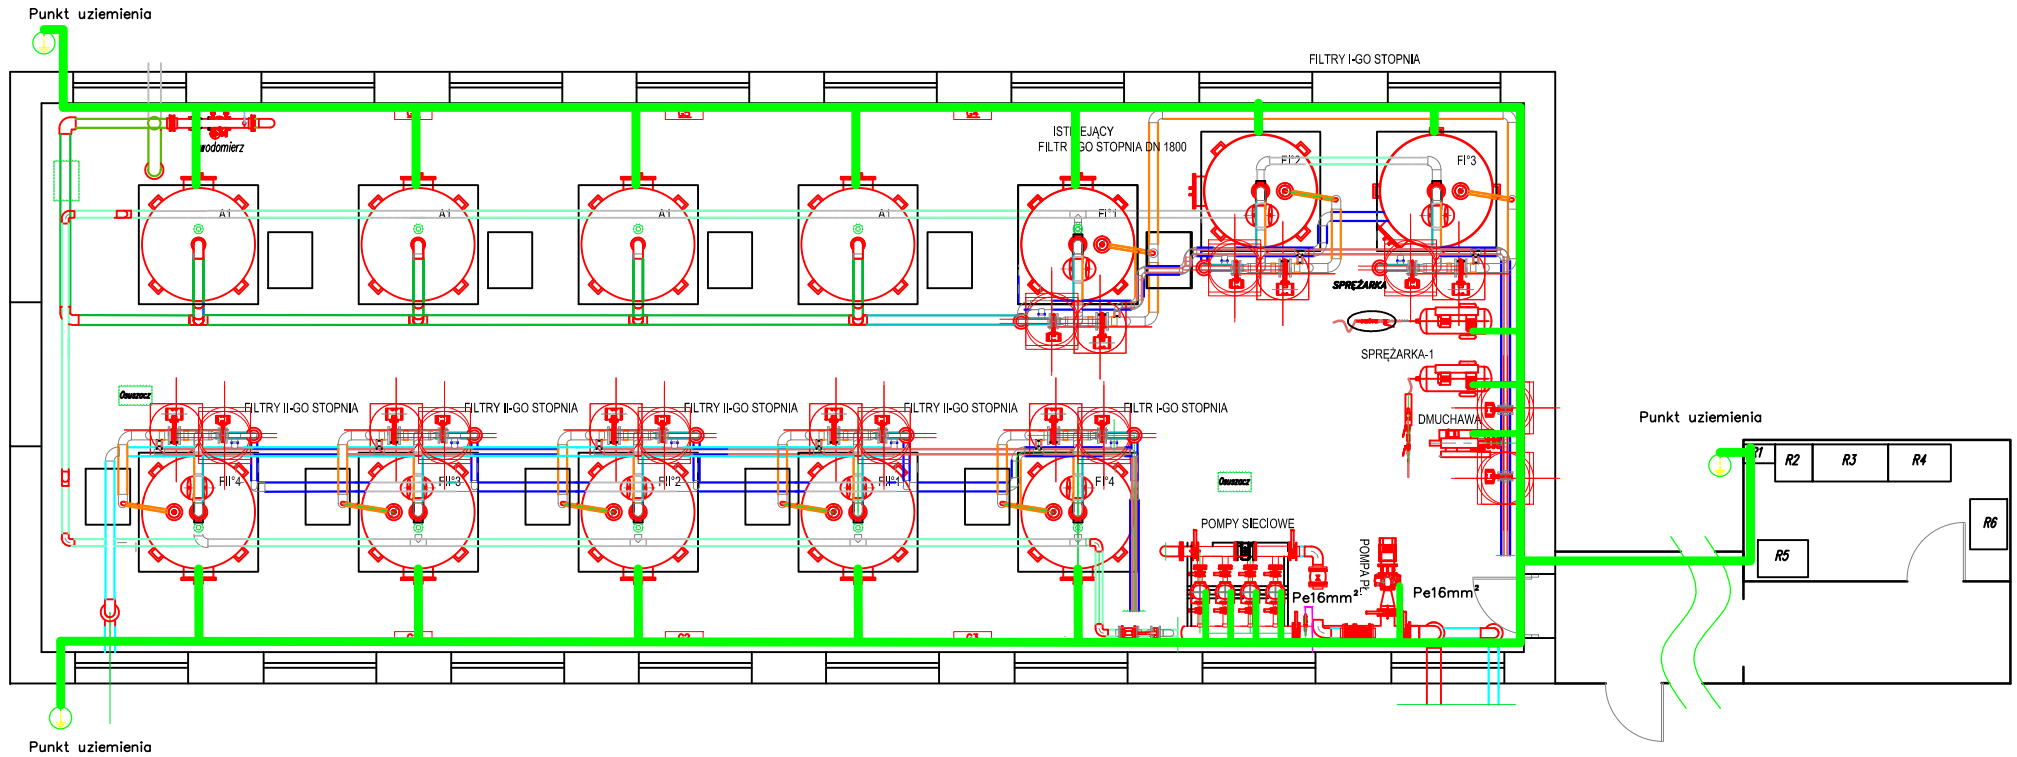 Punkt uziemienia
FILTRY I-GO STOPNIA
wodomierz
FILTR I-GO STOPNIA DN 1800
FI°2
FI°3
A1
A1
A1
A1
FI°1
SPRĘŻARKA
SPRĘŻARKA-1
Osuszacz
FILTRY II-GO STOPNIA
FILTRY II-GO STOPNIA
FILTRY II-GO STOPNIA
FILTRY II-GO STOPNIA
FILTR I-GO STOPNIA
DMUCHAWA
Punkt uziemienia
R1
R2
R3
R4
FII°4
FII°3
FII°2
FII°1
FI°4
Osuszacz
POMPY SIECIOWE
POMPA PŁ.
R6
R5
Pe16mm²
Pe16mm²
Punkt uziemienia